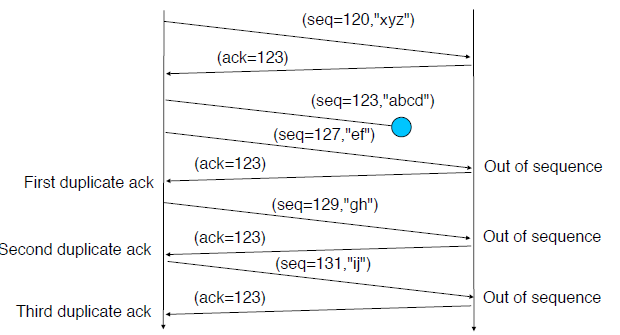 (seq=120,"xyz")
(ack=123)
(seq=123,"abcd")
(seq=127,"ef")
(ack=123)
Out of sequence
First duplicate ack
(seq=129,"gh")
(ack=123)
Out of sequence
Second duplicate ack
(seq=131,"ij")
(ack=123)
Out of sequence
Third duplicate ack